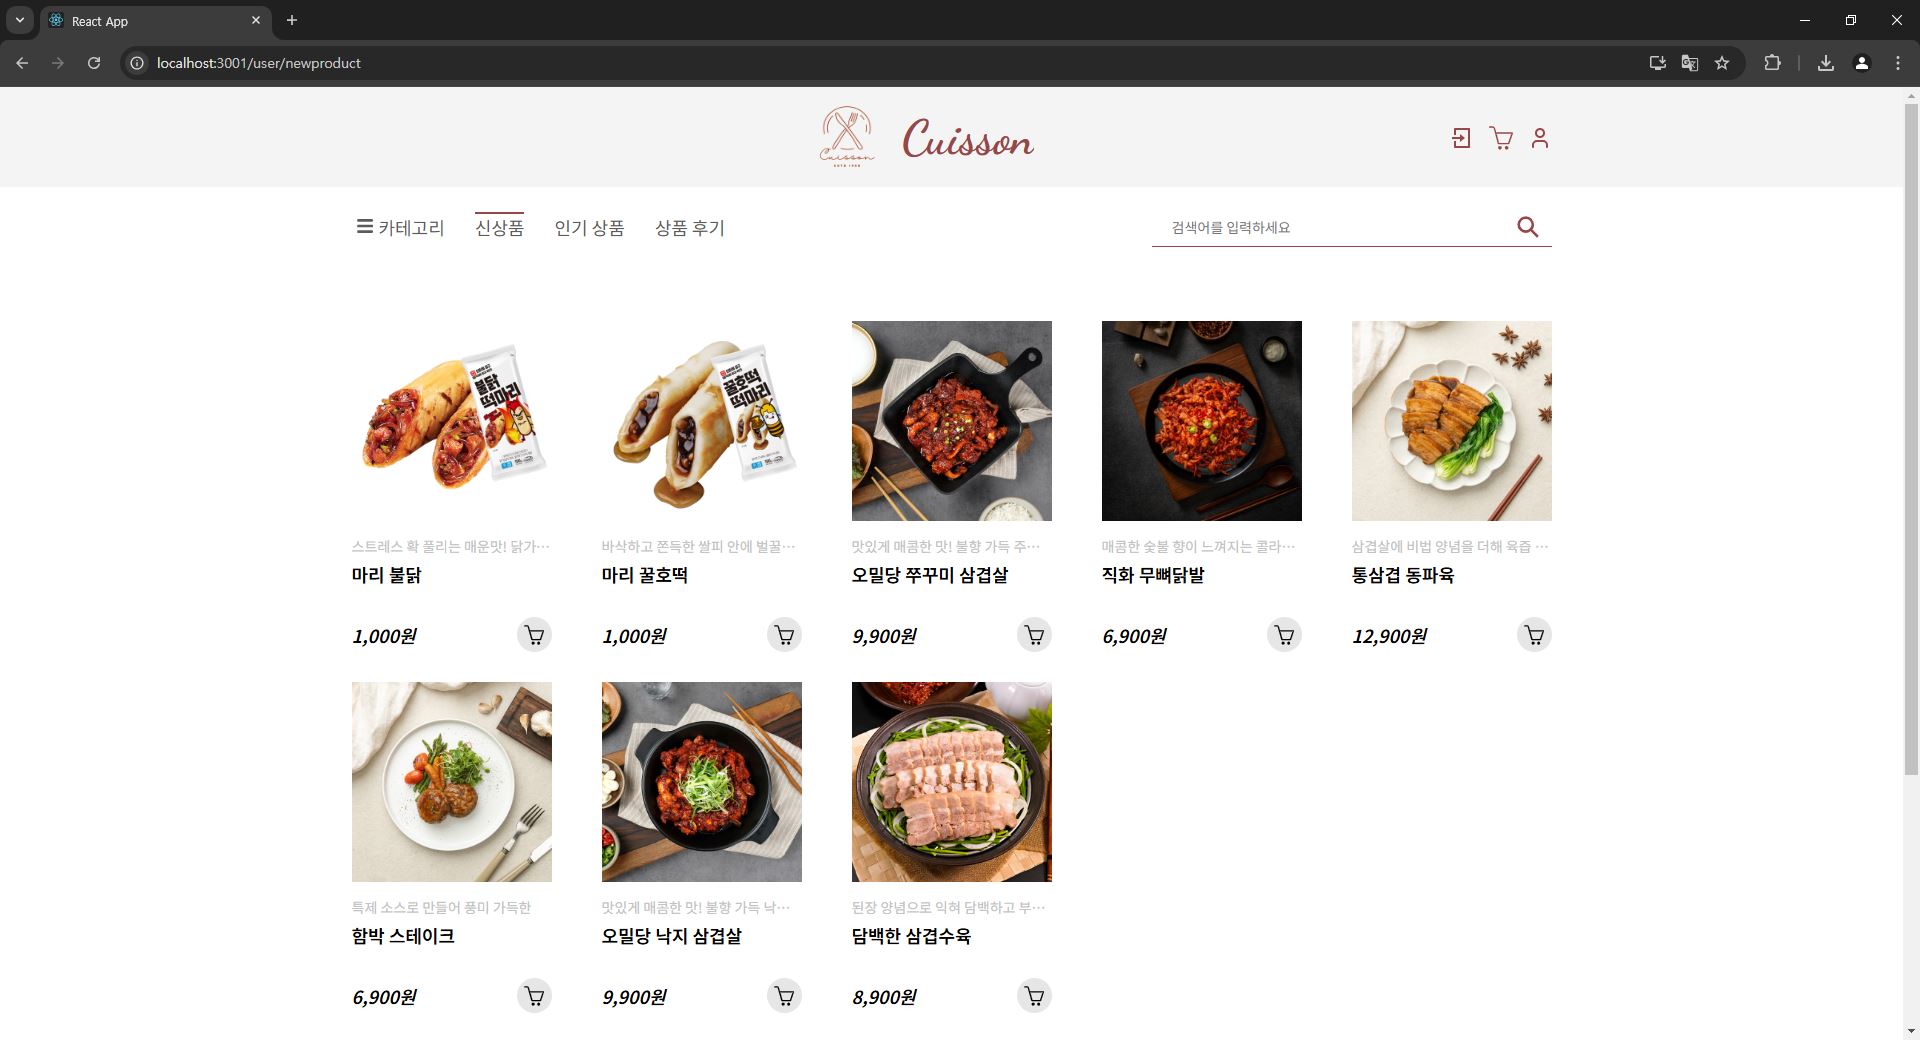 React App
localhost:3001/user/newproduct
Cuisson
Cuisson
카테고리 신상품 인기 상품 상품 후기 검색어를 입력하세요
불닭
떡마리
꿀호떡
떡마리
스트레스 확 풀리는 매운맛! 닭가…
마리 불닭
1,000원
바삭하고 쫀득한 쌀피 안에 벌꿀…
마리 꿀호떡
1,000원
맛있게 매콤한 맛! 불향 가득 주…
오밀당 쭈꾸미 삼겹살
9,900원
매콤한 숯불 향이 느껴지는 콜라…
직화 무뼈닭발
6,900원
삼겹살에 비법 양념을 더해 육즙 …
통삼겹 동파육
12,900원
특제 소스로 만들어 풍미 가득한
함박 스테이크
6,900원
맛있게 매콤한 맛! 불향 가득 낙…
오밀당 낙지 삼겹살
9,900원
된장 양념으로 익혀 담백하고 부…
담백한 삼겹수육
8,900원